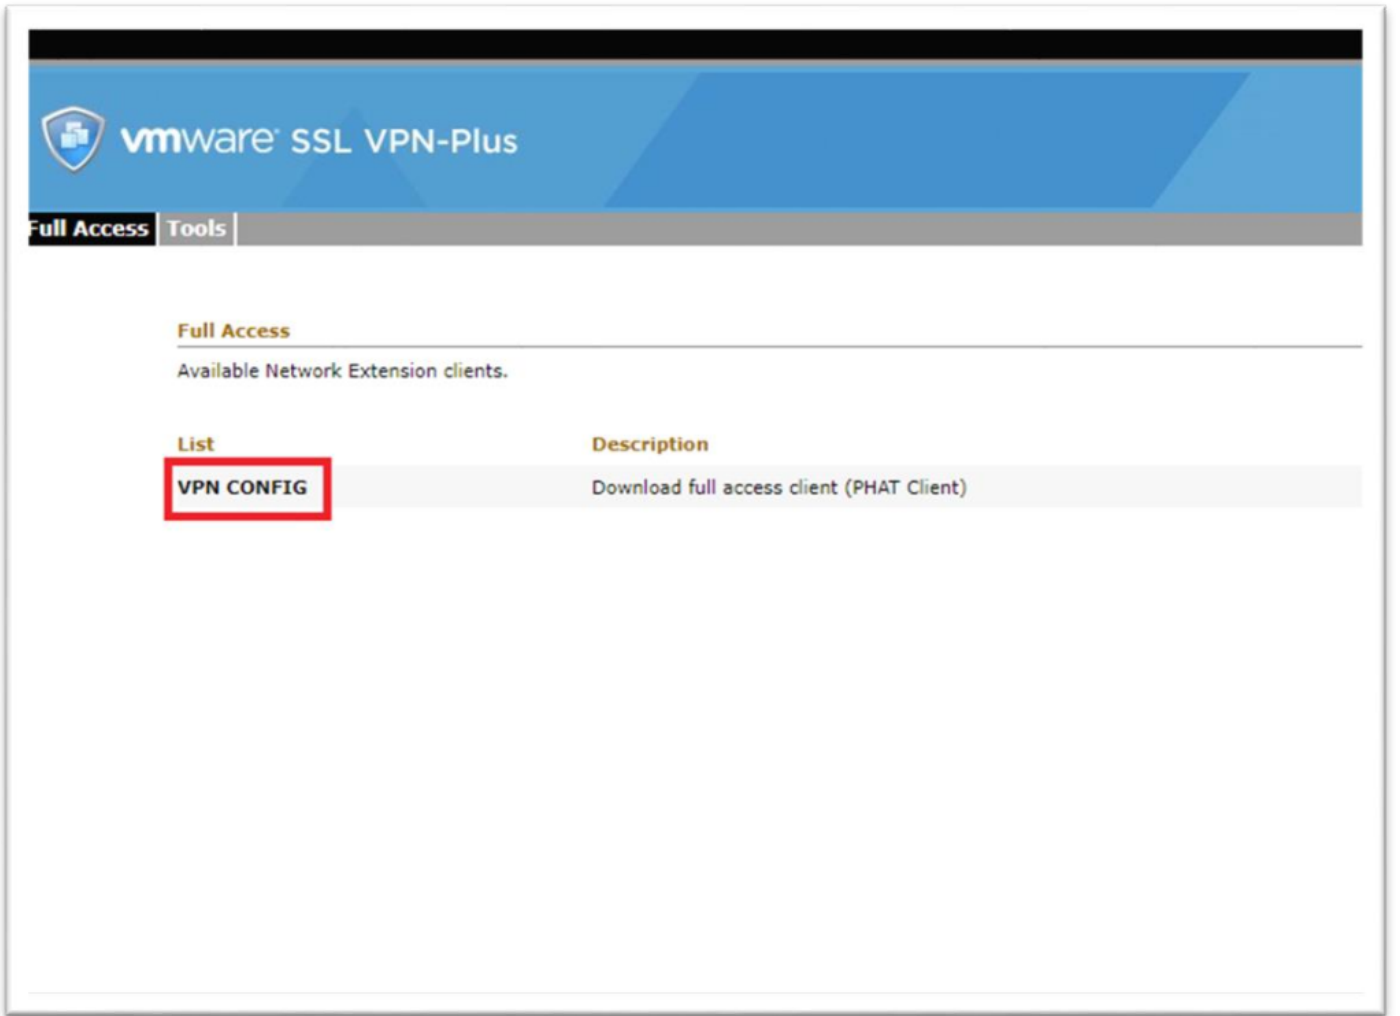 vmware SSL VPN-Plus
Full Access Tools
Full Access
Available Network Extension clients.
List Description
VPN CONFIG Download full access client (PHAT Client)